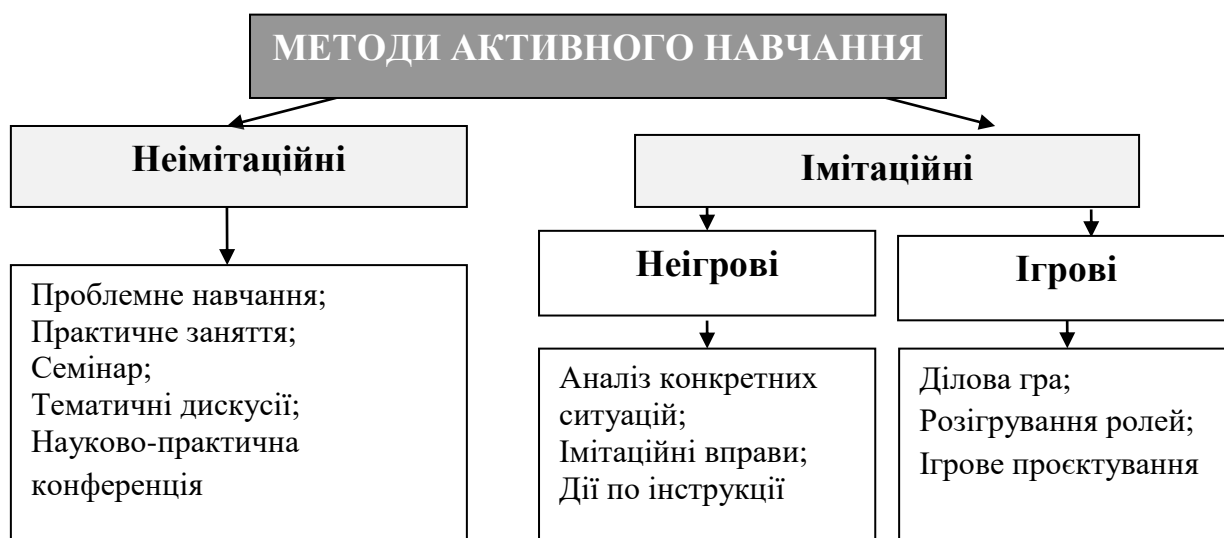 МЕТОДИ АКТИВНОГО НАВЧАННЯ
Неімітаційні
Імітаційні
Неігрові
Ігрові
Проблемне навчання;
Практичне заняття;
Семінар;
Тематичні дискусії;
Науково-практична
конференція
Аналіз конкретних
ситуацій;
Імітаційні вправи;
Дії по інструкції
Ділова гра;
Розігрування ролей;
Ігрове проєктування